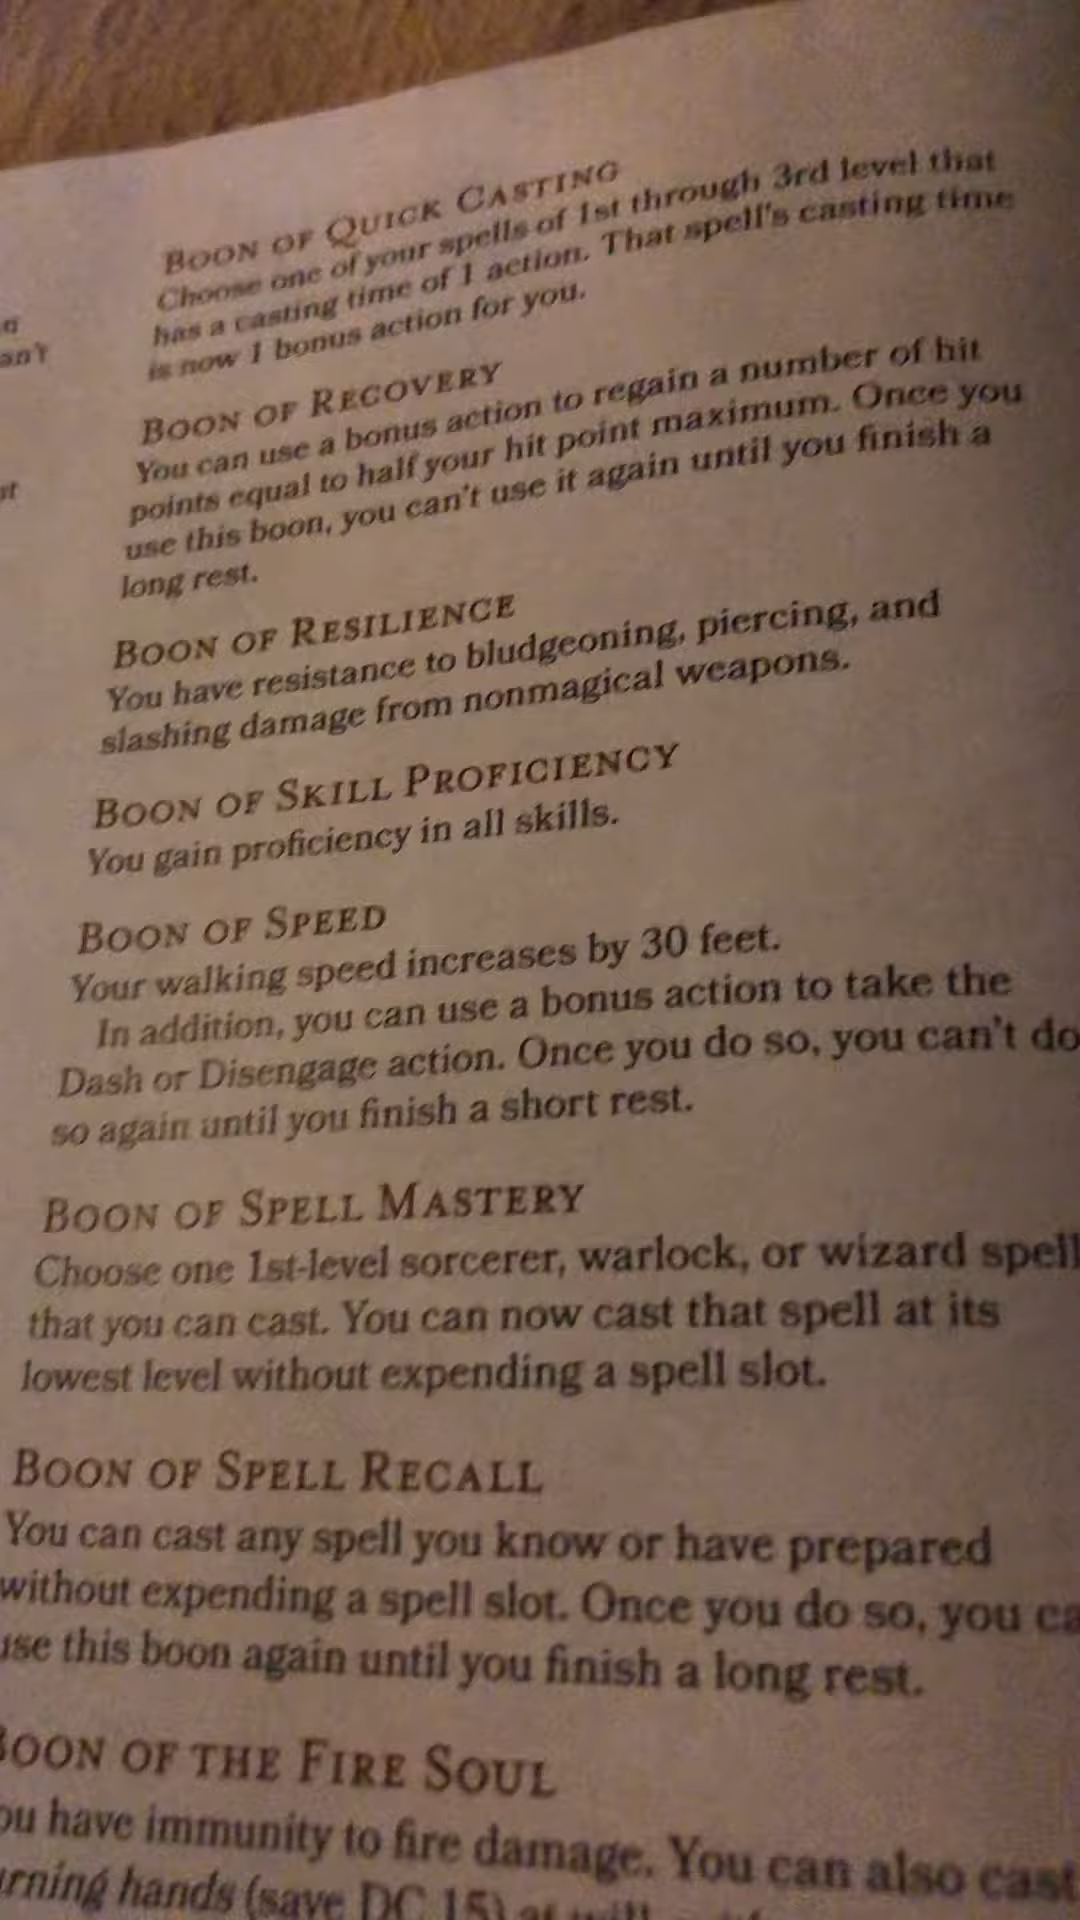 BOON OF QUICK CASTING
Choose one of your spells of 1st through 3rd level that
has a casting time of 1 action. That spell's casting time
is now 1 bonus action for you.
BOON OF RECOVERY
You can use a bonus action to regain a number of hit
points equal to half your hit point maximum. Once you
use this boon, you can't use it again until you finish a
long rest.
BOON OF RESILIENCE
You have resistance to bludgeoning, piercing, and
slashing damage from nonmagical weapons.
BOON OF SKILL PROFICIENCY
You gain proficiency in all skills.
BOON OF SPEED
Your walking speed increases by 30 feet.
In addition, you can use a bonus action to take the
Dash or Disengage action. Once you do so, you can't do
so again until you finish a short rest.
BOON OF SPELL MASTERY
Choose one 1st-level sorcerer, warlock, or wizard spell
that you can cast. You can now cast that spell at its
lowest level without expending a spell slot.
BOON OF SPELL RECALL
You can cast any spell you know or have prepared
without expending a spell slot. Once you do so, you ca
use this boon again until you finish a long rest.
BOON OF THE FIRE SOUL
ou have immunity to fire damage. You can also cast
urning hands (save DC 15) at will